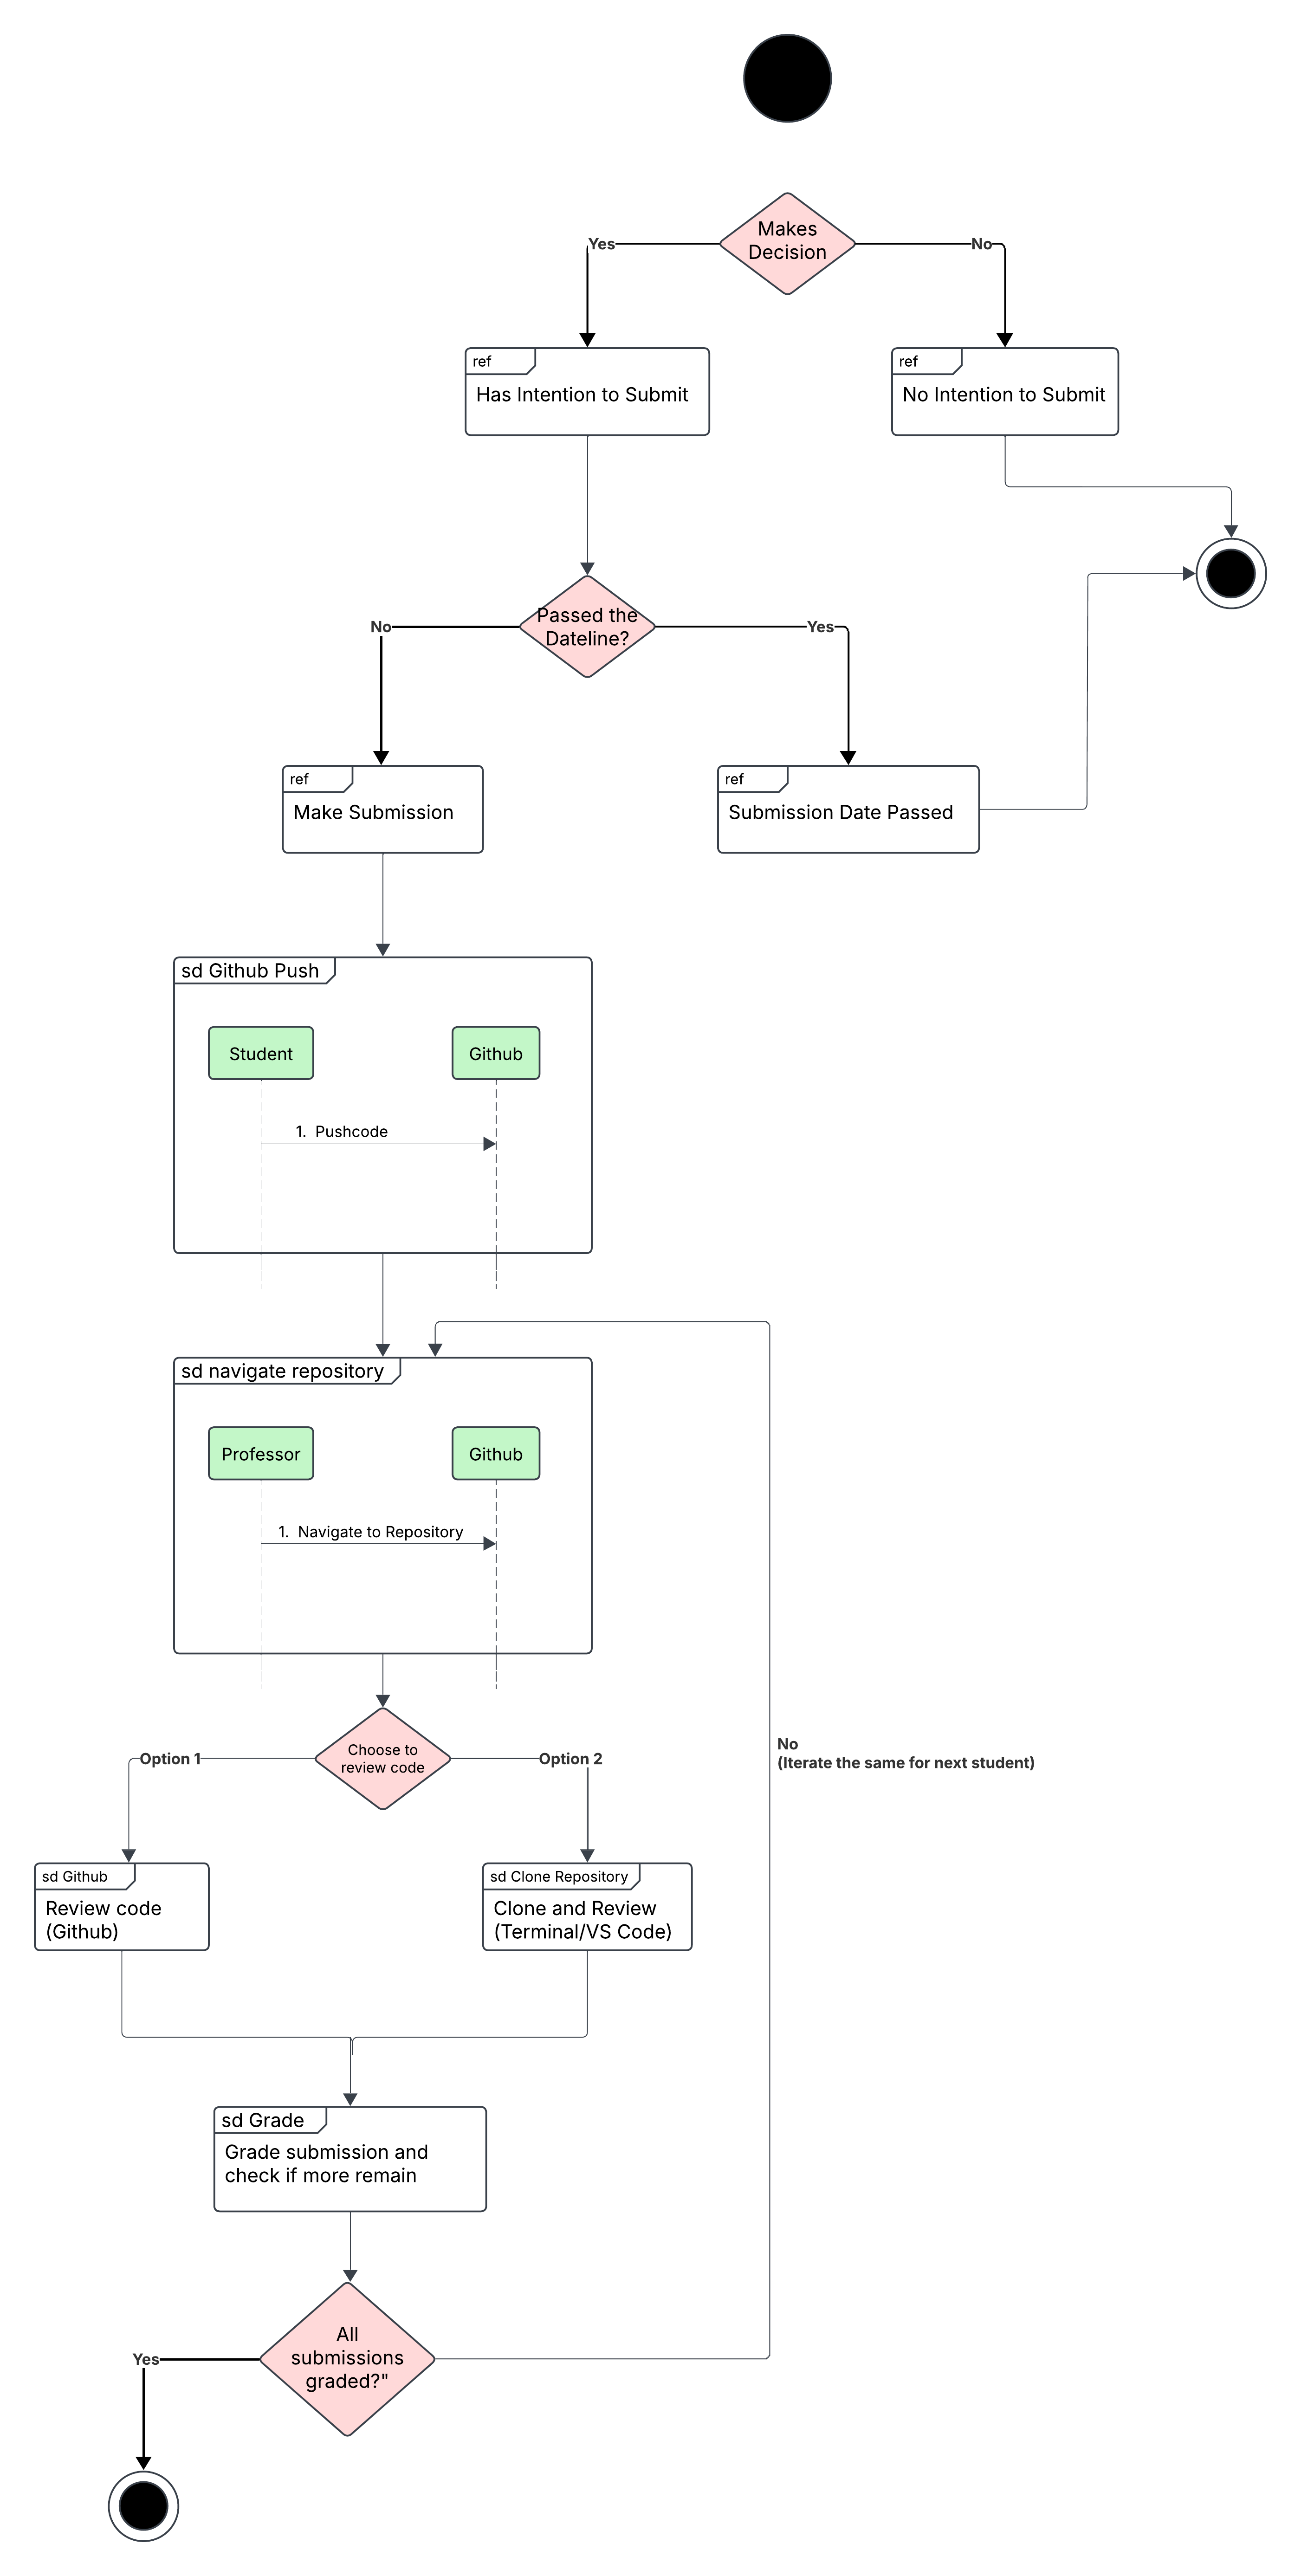 Makes
Decision
Yes
No
ref
Has Intention to Submit
ref
No Intention to Submit
Passed the
Dateline?
No
Yes
ref
Make Submission
ref
Submission Date Passed
sd Github Push
Student
Github
1. Pushcode
sd navigate repository
Professor
Github
1. Navigate to Repository
Choose to
review code
Option 1
Option 2
No
(Iterate the same for next student)
sd Github
Review code
(Github)
sd Clone Repository
Clone and Review
(Terminal/VS Code)
sd Grade
Grade submission and
check if more remain
All
submissions
graded?"
Yes